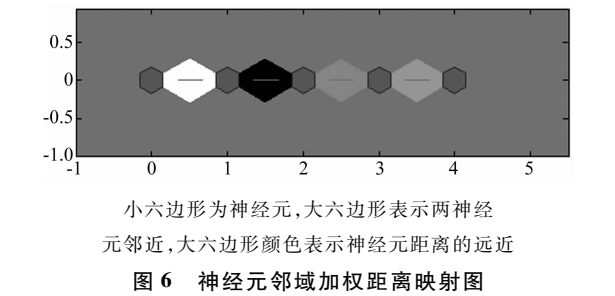 0.5
0
-0.5
-1.0
-1 0 1 2 3 4 5
小六边形为神经元,大六边形表示两神经
元邻近,大六边形颜色表示神经元距离的远近
图 6 神经元邻域加权距离映射图